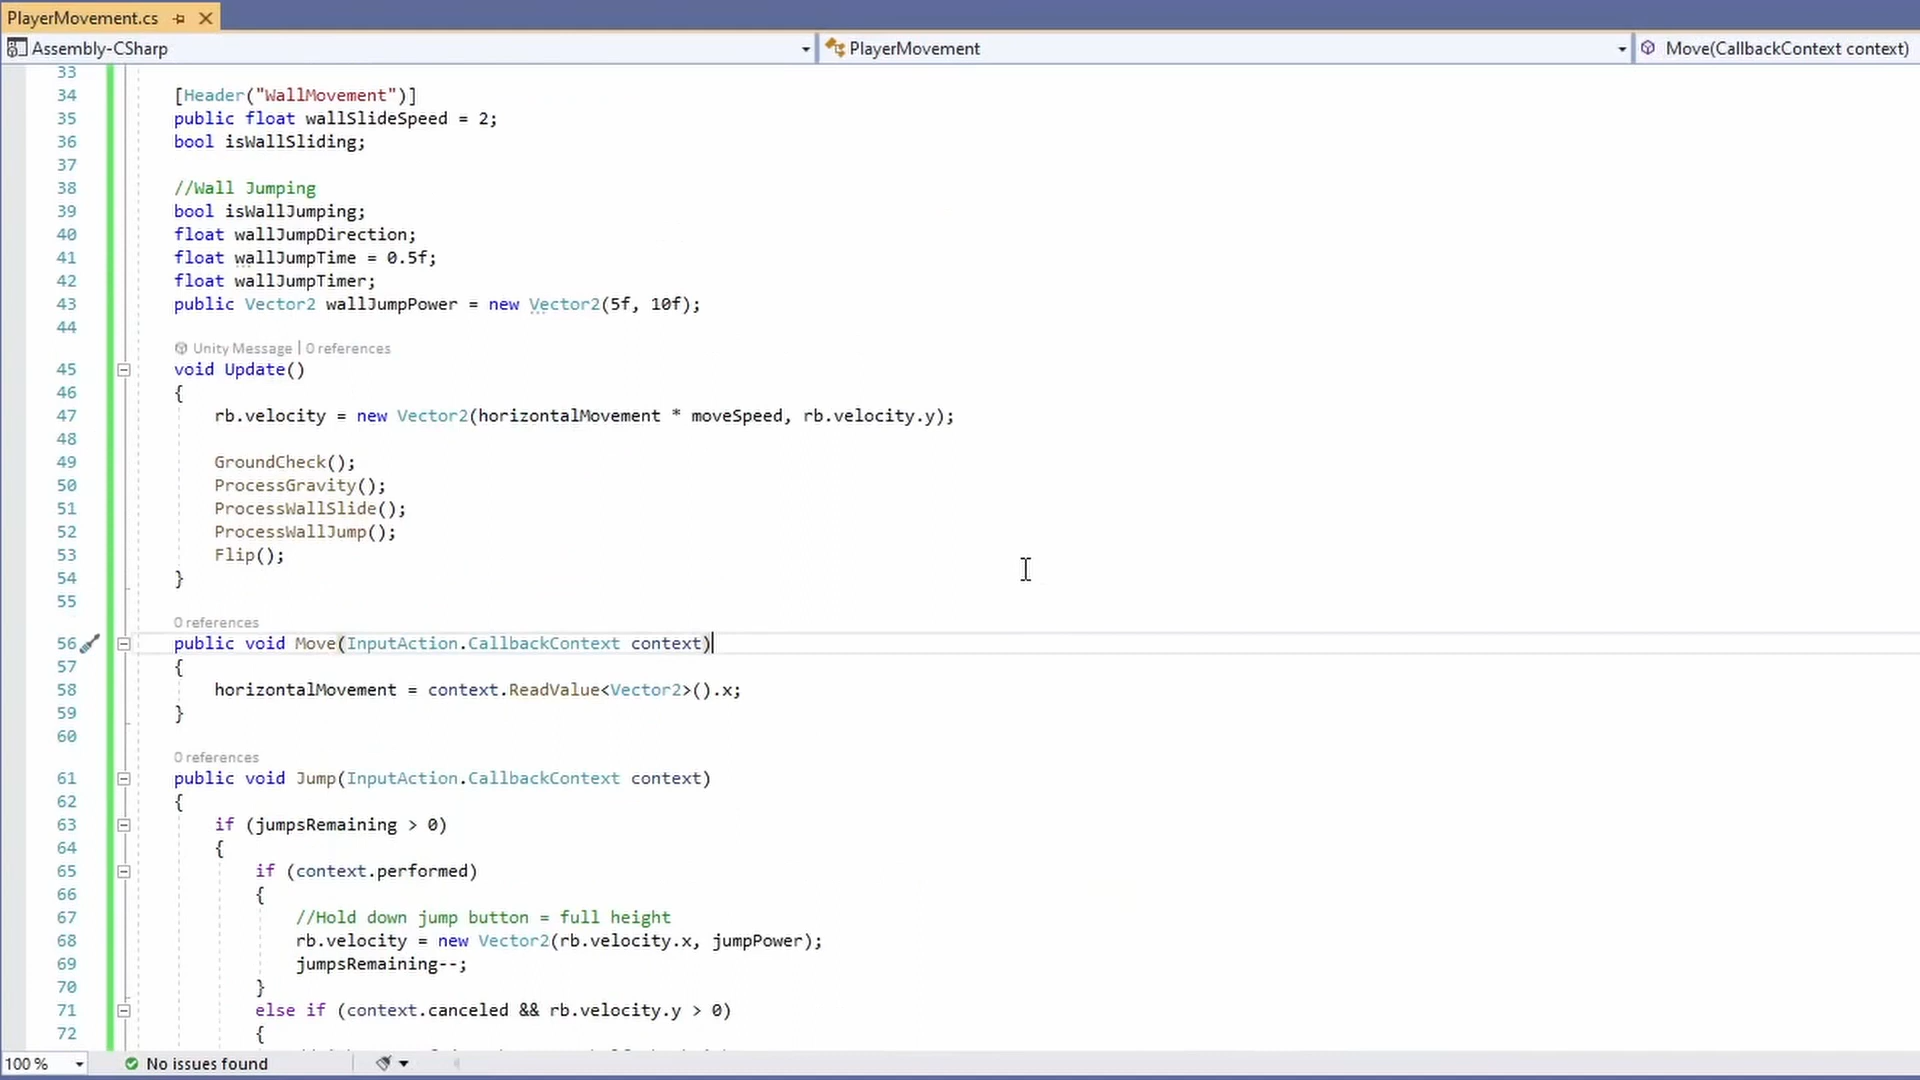 PlayerMovement.cs
Assembly-CSharp
PlayerMovement
Move(CallbackContext context)
33
34 [Header("WallMovement")]
35 public float wallSlideSpeed = 2;
36 bool isWallSliding;
37
38 //Wall Jumping
39 bool isWallJumping;
40 float wallJumpDirection;
41 float wallJumpTime = 0.5f;
42 float wallJumpTimer;
43 public Vector2 wallJumpPower = new Vector2(5f, 10f);
44
Unity Message | 0 references
45 void Update()
46 {
47 rb.velocity = new Vector2(horizontalMovement * moveSpeed, rb.velocity.y);
48
49 GroundCheck();
50 ProcessGravity();
51 ProcessWallSlide();
52 ProcessWallJump();
53 Flip();
54 }
55
0 references
56 public void Move(InputAction.CallbackContext context)
57 {
58 horizontalMovement = context.ReadValue<Vector2>().x;
59 }
60
0 references
61 public void Jump(InputAction.CallbackContext context)
62 {
63 if (jumpsRemaining > 0)
64 {
65 if (context.performed)
66 {
67 //Hold down jump button = full height
68 rb.velocity = new Vector2(rb.velocity.x, jumpPower);
69 jumpsRemaining--;
70 }
71 else if (context.canceled && rb.velocity.y > 0)
72 {
100 %
No issues found